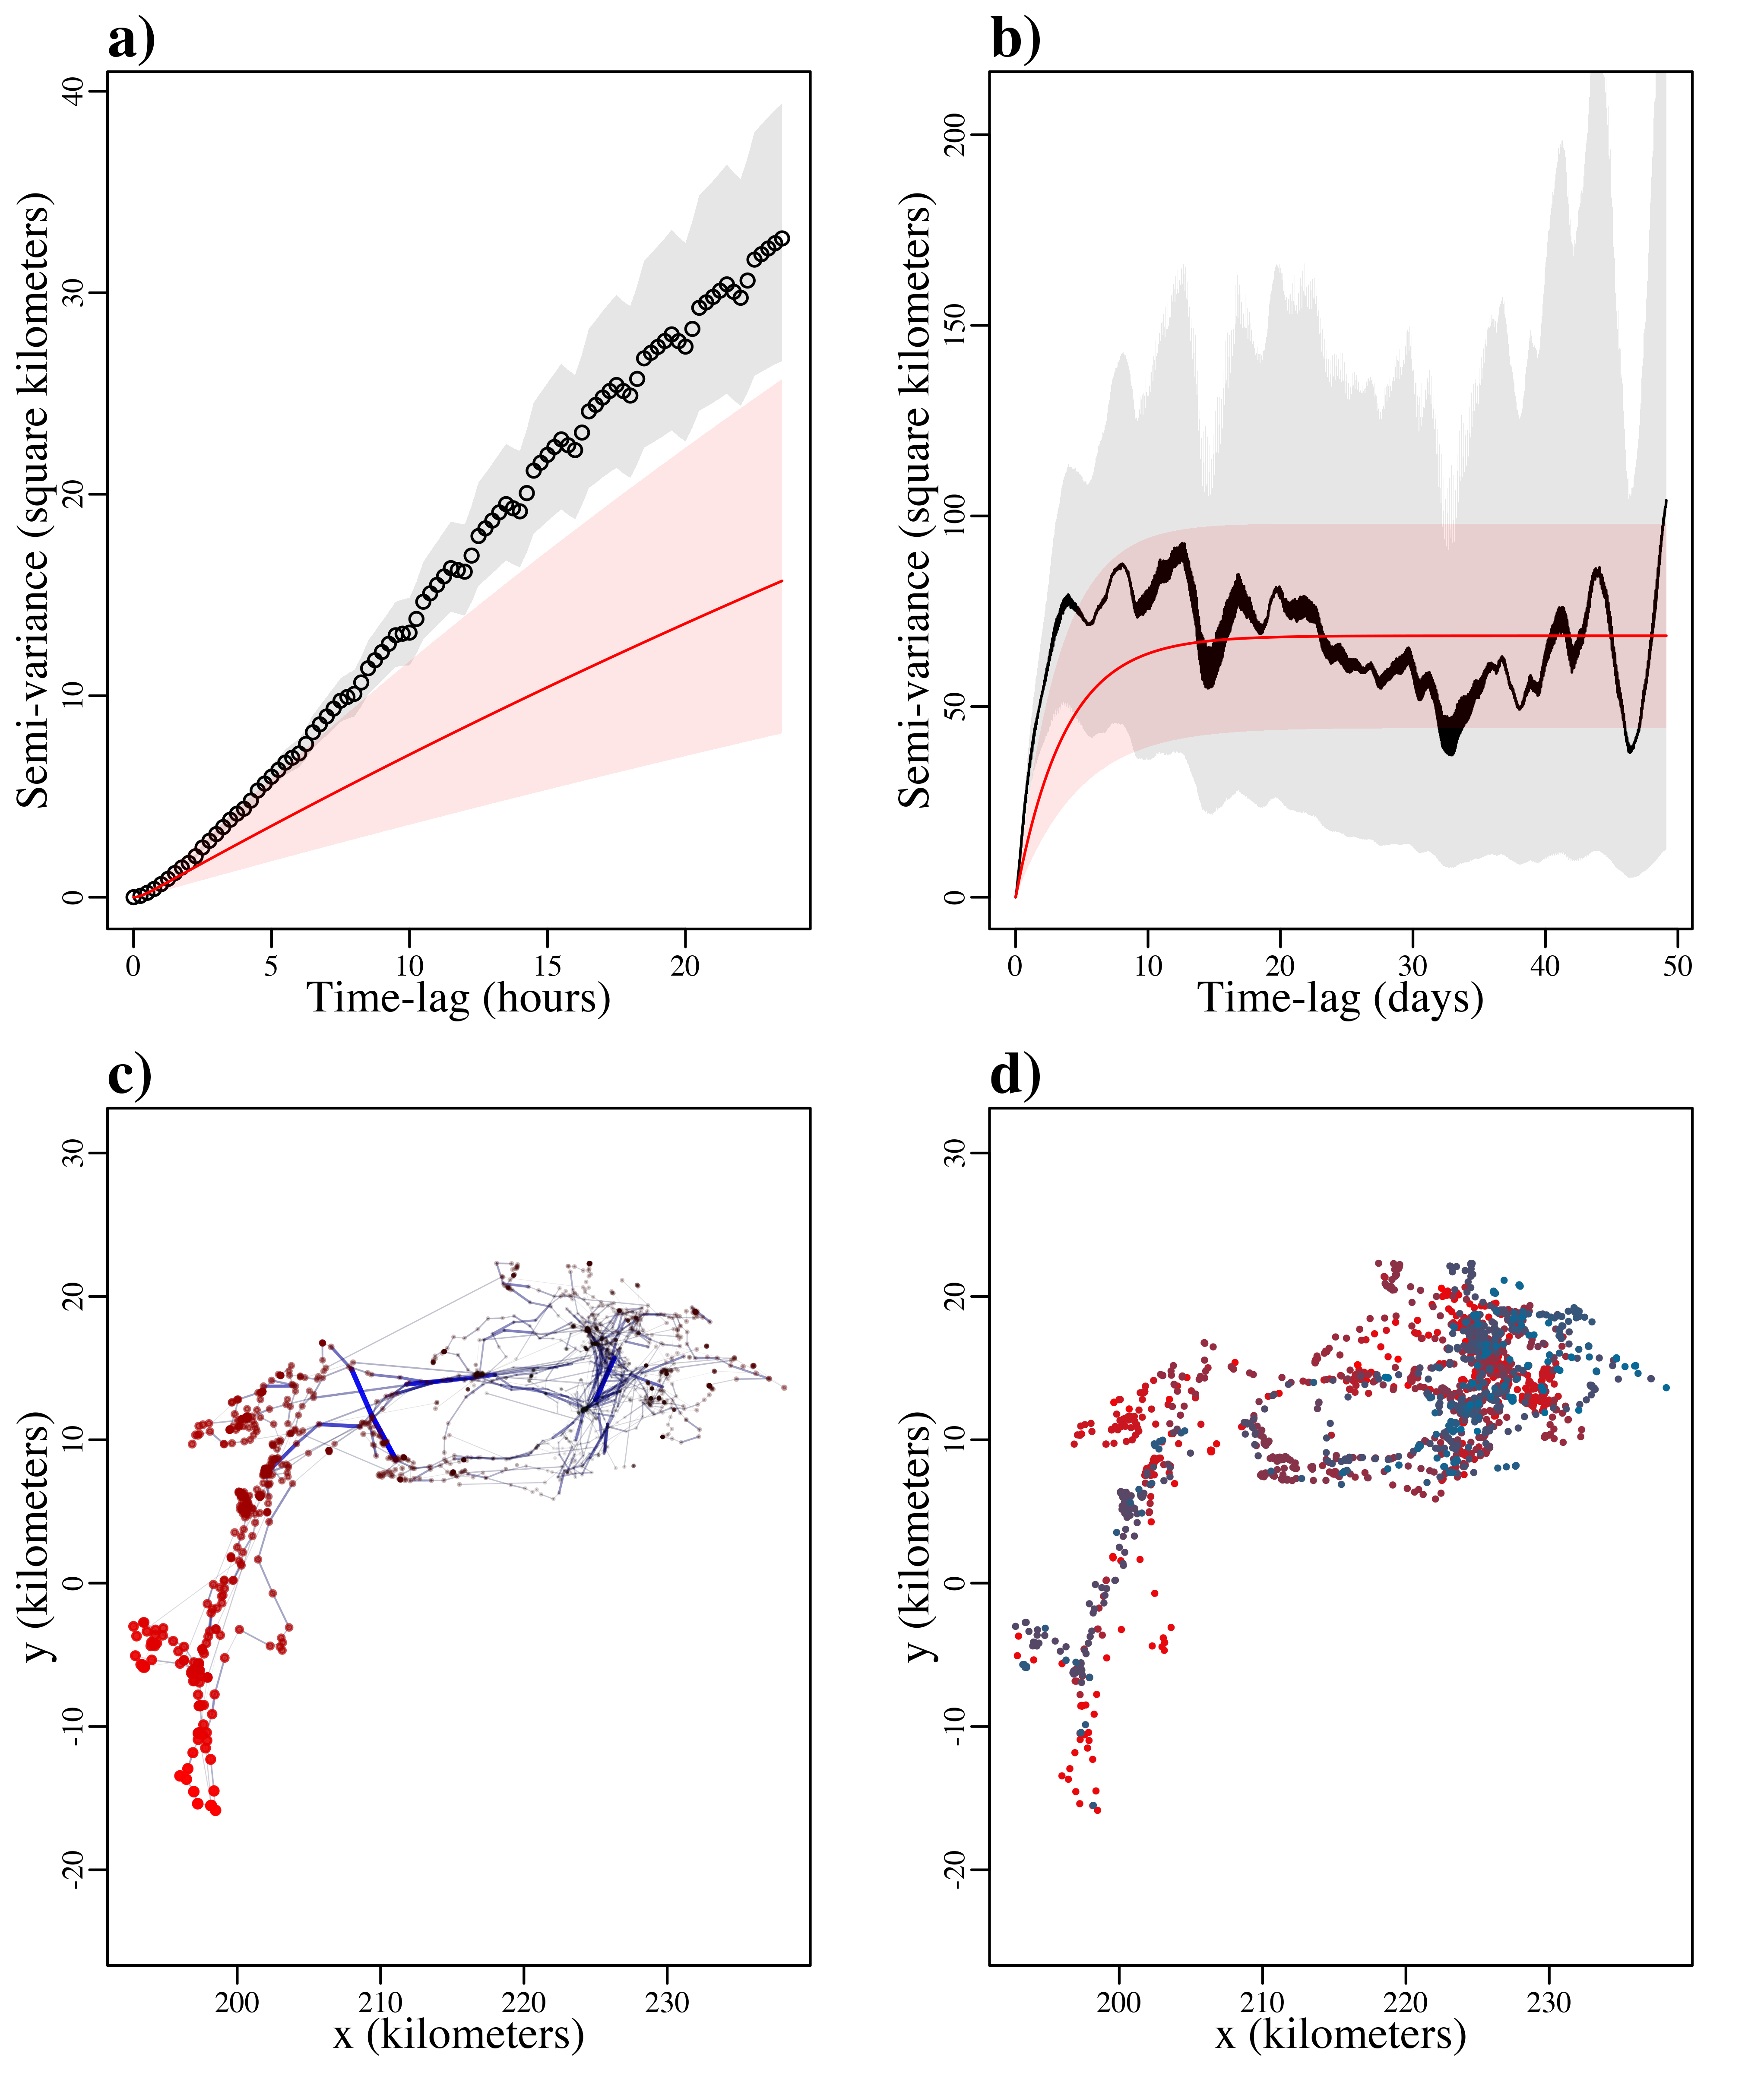 a)
Semi-variance (square kilometers)
40
30
20
10
0
0 5 10 15 20
Time-lag (hours)
b)
Semi-variance (square kilometers)
200
150
100
50
0
0 10 20 30 40 50
Time-lag (days)
c)
y (kilometers)
30
20
10
0
-10
-20
200 210 220 230
x (kilometers)
d)
y (kilometers)
30
20
10
0
-10
-20
200 210 220 230
x (kilometers)